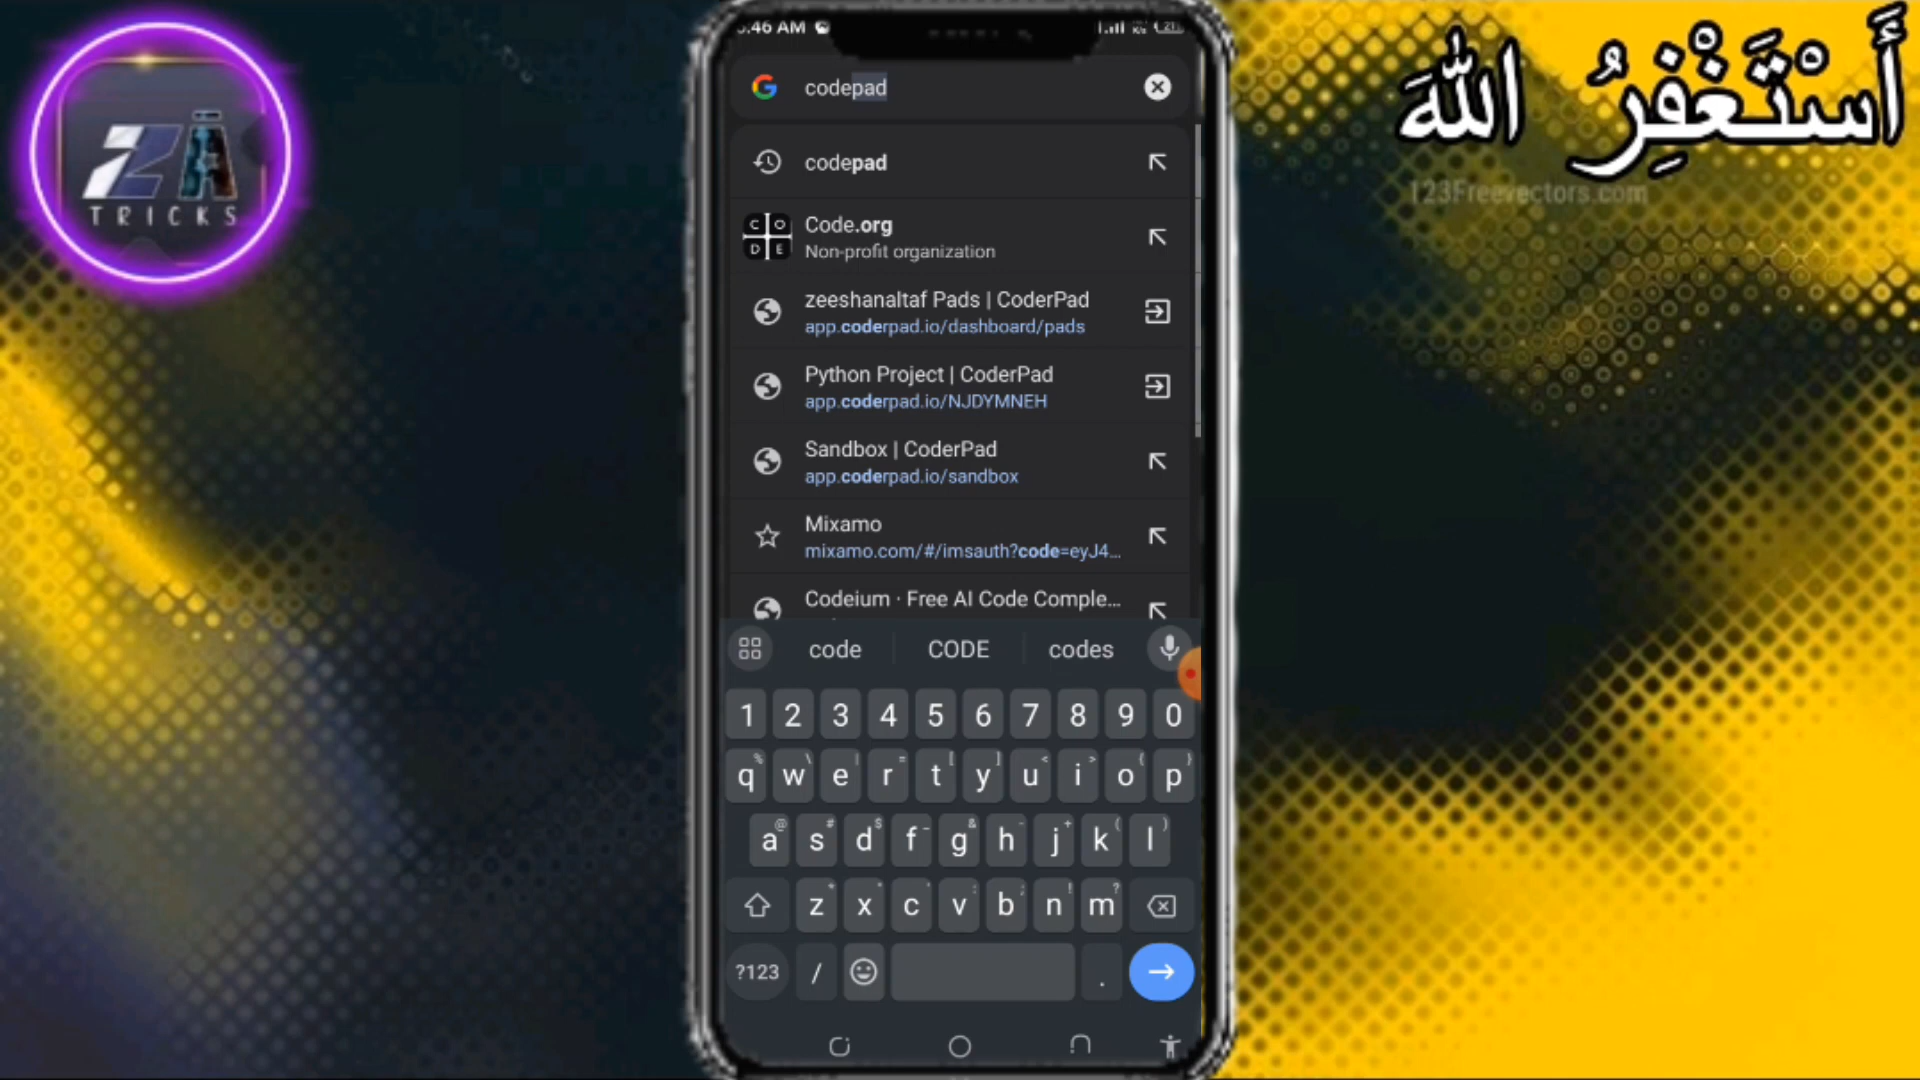 ZA
TRICKS
أَسْتَغْفِرُ اللهَ
123Freevectors.com
:46 AM
codepad
codepad
CODE
Code.org
Non-profit organization
zeeshanaltaf Pads | CoderPad
app.coderpad.io/dashboard/pads
Python Project | CoderPad
app.coderpad.io/NJDYMNEH
Sandbox | CoderPad
app.coderpad.io/sandbox
Mixamo
mixamo.com/#/imsauth?code=eyJ4...
Codeium · Free AI Code Comple...
code CODE codes
1 2 3 4 5 6 7 8 9 0
q w e r t y u i o p
a s d f g h j k l
z x c v b n m
?123 / .